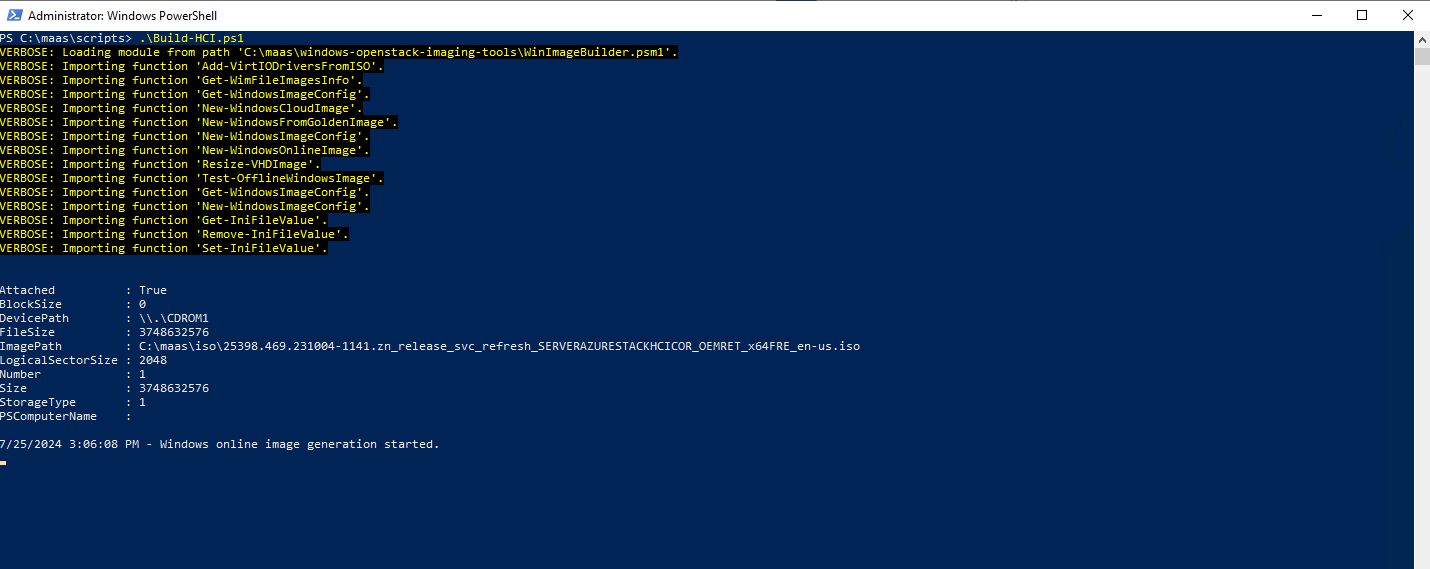 Administrator: Windows PowerShell
PS C:\maas\scripts> .\Build-HCI.ps1
VERBOSE: Loading module from path 'C:\maas\windows-openstack-imaging-tools\WinImageBuilder.psm1'.
VERBOSE: Importing function 'Add-VirtIODriversFromISO'.
VERBOSE: Importing function 'Get-WimFileImagesInfo'.
VERBOSE: Importing function 'Get-WindowsImageConfig'.
VERBOSE: Importing function 'New-WindowsCloudImage'.
VERBOSE: Importing function 'New-WindowsFromGoldenImage'.
VERBOSE: Importing function 'New-WindowsImageConfig'.
VERBOSE: Importing function 'New-WindowsOnlineImage'.
VERBOSE: Importing function 'Resize-VHDImage'.
VERBOSE: Importing function 'Test-OfflineWindowsImage'.
VERBOSE: Importing function 'Get-WindowsImageConfig'.
VERBOSE: Importing function 'New-WindowsImageConfig'.
VERBOSE: Importing function 'Get-IniFileValue'.
VERBOSE: Importing function 'Remove-IniFileValue'.
VERBOSE: Importing function 'Set-IniFileValue'.
Attached          : True
BlockSize         : 0
DevicePath        : \\.\CDROM1
FileSize          : 3748632576
ImagePath         : C:\maas\iso\25398.469.231004-1141.zn_release_svc_refresh_SERVERAZURESTACKHCICOR_OEMRET_x64FRE_en-us.iso
LogicalSectorSize : 2048
Number            : 1
Size              : 3748632576
StorageType       : 1
PSComputerName    :
7/25/2024 3:06:08 PM - Windows online image generation started.